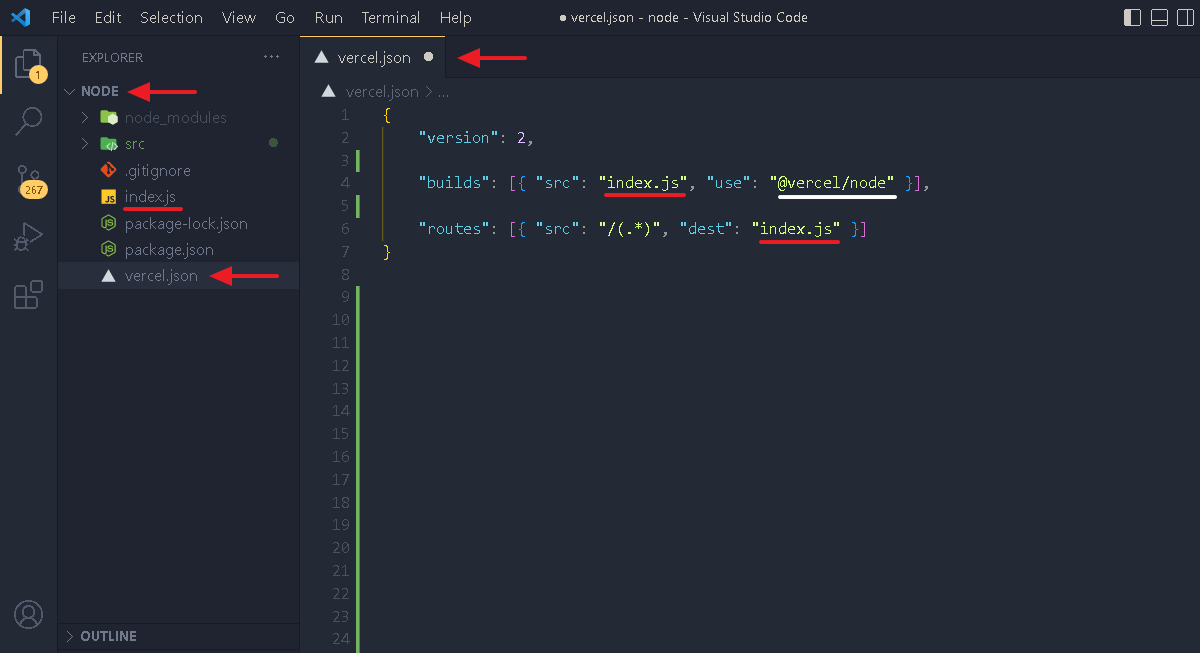 File Edit Selection View Go Run Terminal Help
● vercel.json - node - Visual Studio Code
EXPLORER ...
1
267
NODE
node_modules
src
.gitignore
JS index.js
package-lock.json
package.json
vercel.json
OUTLINE
vercel.json ●
vercel.json > ...
1 {
2 "version": 2,
3
4 "builds": [{ "src": "index.js", "use": "@vercel/node" }],
5
6 "routes": [{ "src": "/(.*)", "dest": "index.js" }]
7 }
8
9
10
11
12
13
14
15
16
17
18
19
20
21
22
23
24